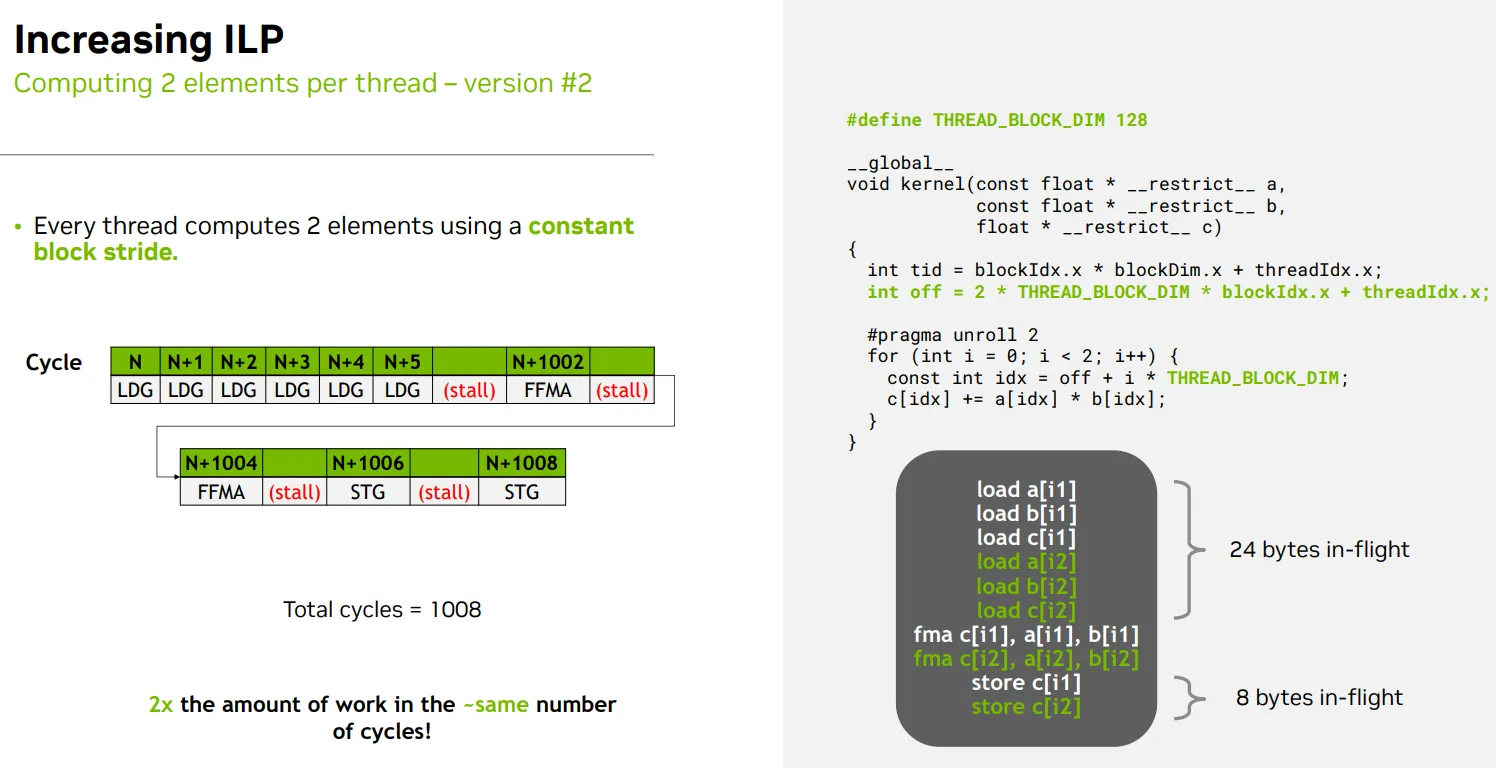 Increasing ILP
Computing 2 elements per thread – version #2
• Every thread computes 2 elements using a constant
block stride.
Cycle N N+1 N+2 N+3 N+4 N+5 N+1002
LDG LDG LDG LDG LDG LDG (stall) FFMA (stall)
N+1004 N+1006 N+1008
FFMA (stall) STG (stall) STG
Total cycles = 1008
2x the amount of work in the ~same number
of cycles!
#define THREAD_BLOCK_DIM 128
__global__
void kernel(const float * __restrict__ a,
const float * __restrict__ b,
float * __restrict__ c)
{
int tid = blockIdx.x * blockDim.x + threadIdx.x;
int off = 2 * THREAD_BLOCK_DIM * blockIdx.x + threadIdx.x;
#pragma unroll 2
for (int i = 0; i < 2; i++) {
const int idx = off + i * THREAD_BLOCK_DIM;
c[idx] += a[idx] * b[idx];
}
}
load a[i1]
load b[i1]
load c[i1]
load a[i2]
load b[i2]
load c[i2]
fma c[i1], a[i1], b[i1]
fma c[i2], a[i2], b[i2]
store c[i1]
store c[i2]
24 bytes in-flight
8 bytes in-flight